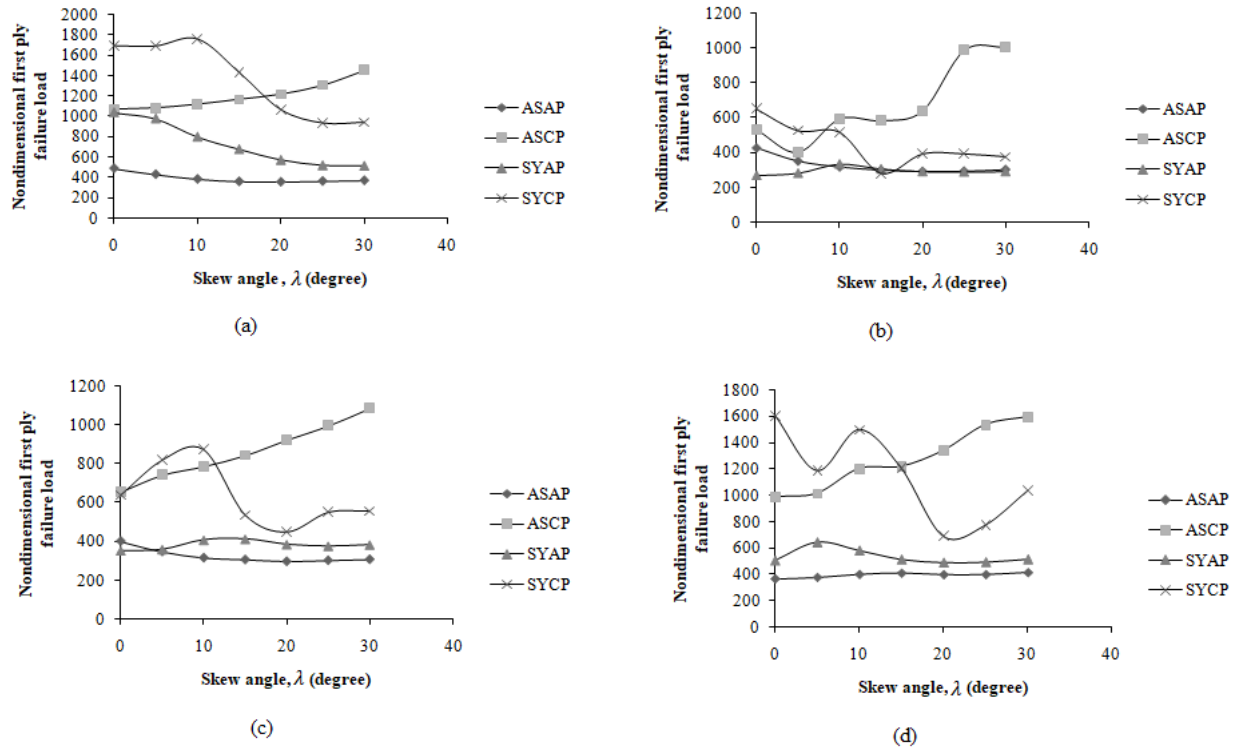 Nondimensional first ply
failure load
2000
1800
1600
1400
1200
1000
800
600
400
200
0
0 10 20 30 40
Skew angle , λ (degree)
ASAP
ASCP
SYAP
SYCP
(a)
Nondimensional first ply
failure load
1200
1000
800
600
400
200
0
0 10 20 30 40
Skew angle, λ (degree)
ASAP
ASCP
SYAP
SYCP
(b)
Nondimensional first ply
failure load
1200
1000
800
600
400
200
0
0 10 20 30 40
Skew angle, λ (degree)
ASAP
ASCP
SYAP
SYCP
(c)
Nondimensional first ply
failure load
1800
1600
1400
1200
1000
800
600
400
200
0
0 10 20 30 40
Skew angle, λ (degree)
ASAP
ASCP
SYAP
SYCP
(d)